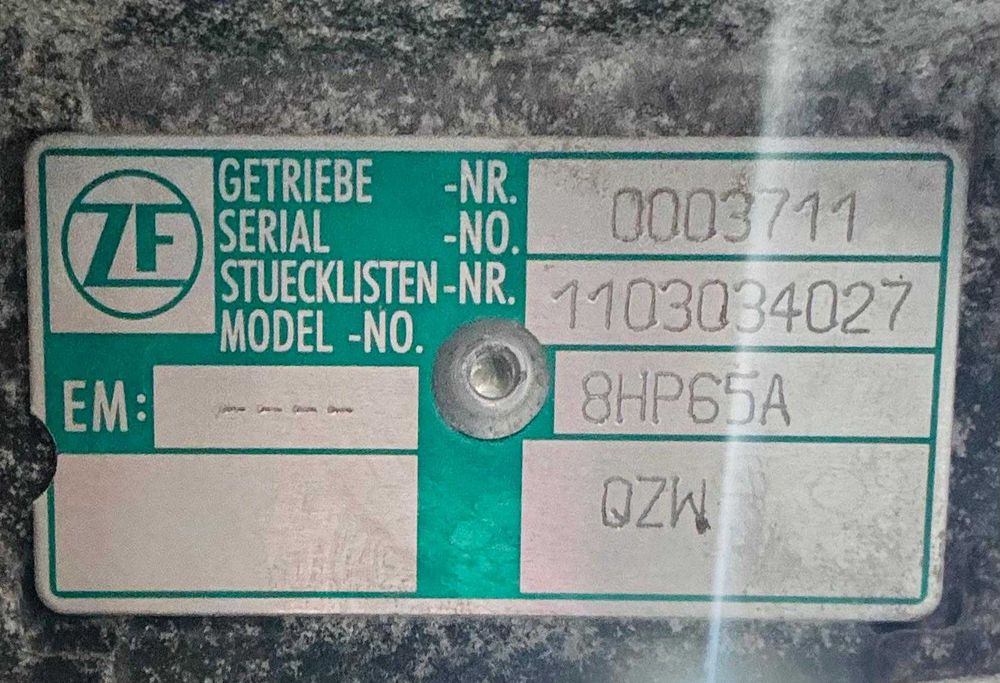 ZF
GETRIEBE -NR.
SERIAL -NO.
0003711
STUECKLISTEN-NR.
MODEL -NO.
1103034027
EM: ----
8HP65A
QZW